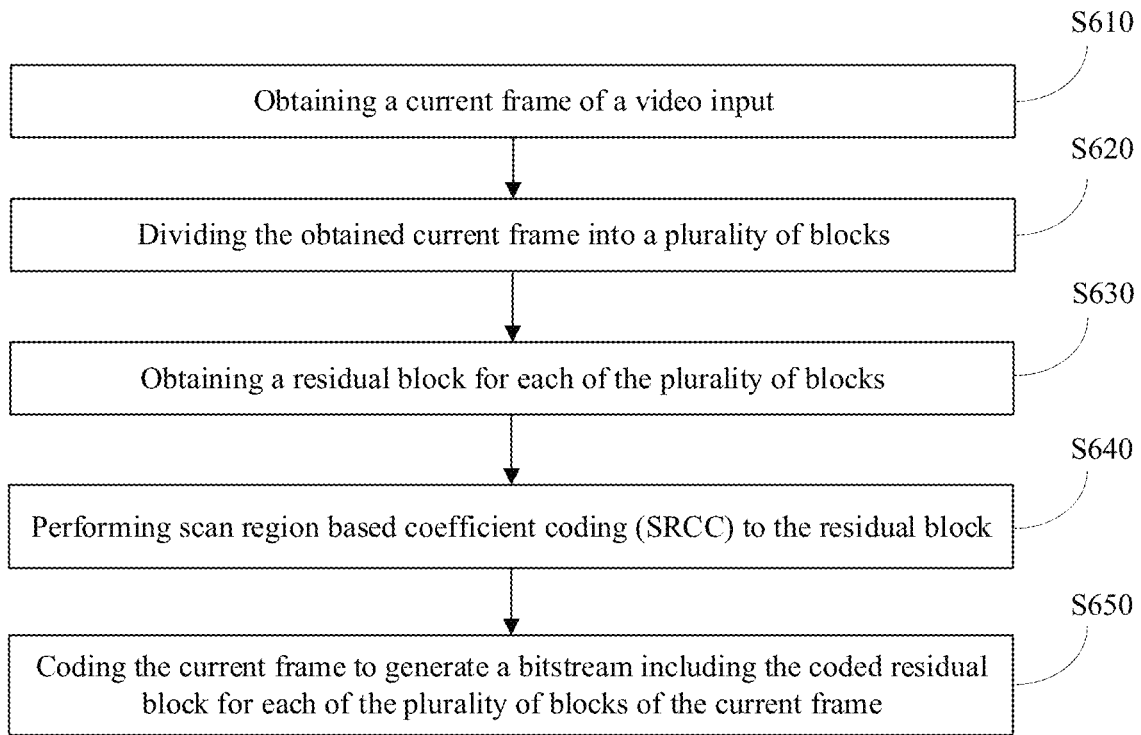 S610
Obtaining a current frame of a video input
S620
Dividing the obtained current frame into a plurality of blocks
S630
Obtaining a residual block for each of the plurality of blocks
S640
Performing scan region based coefficient coding (SRCC) to the residual block
S650
Coding the current frame to generate a bitstream including the coded residual
block for each of the plurality of blocks of the current frame